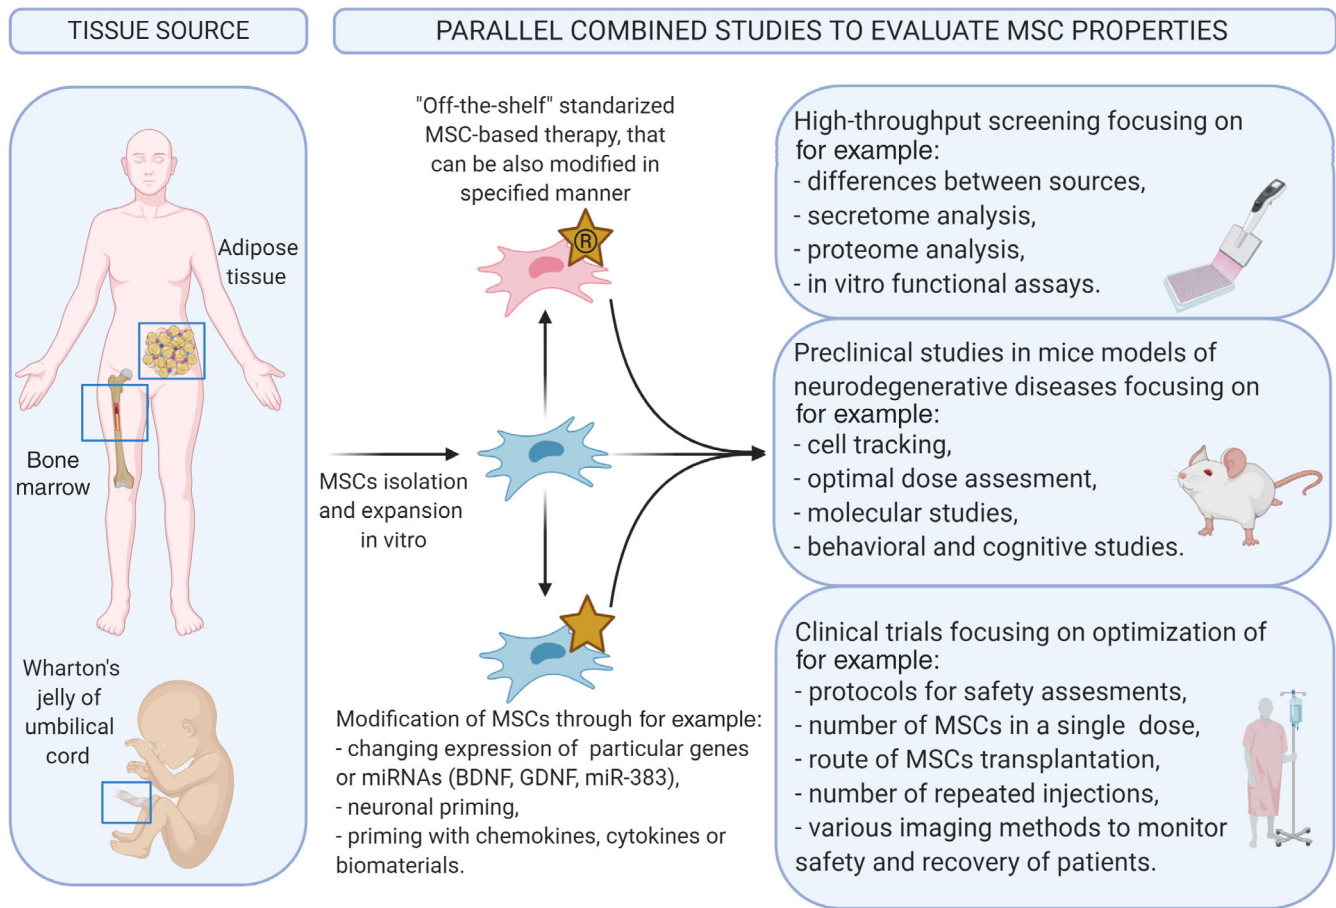 TISSUE SOURCE
PARALLEL COMBINED STUDIES TO EVALUATE MSC PROPERTIES
Adipose
tissue
Bone
marrow
Wharton's
jelly of
umbilical
cord
MSCs isolation
and expansion
in vitro
"Off-the-shelf" standarized
MSC-based therapy, that
can be also modified in
specified manner
®
Modification of MSCs through for example:
- changing expression of particular genes
or miRNAs (BDNF, GDNF, miR-383),
- neuronal priming,
- priming with chemokines, cytokines or
biomaterials.
High-throughput screening focusing on
for example:
- differences between sources,
- secretome analysis,
- proteome analysis,
- in vitro functional assays.
Preclinical studies in mice models of
neurodegenerative diseases focusing on
for example:
- cell tracking,
- optimal dose assesment,
- molecular studies,
- behavioral and cognitive studies.
Clinical trials focusing on optimization of
for example:
- protocols for safety assesments,
- number of MSCs in a single dose,
- route of MSCs transplantation,
- number of repeated injections,
- various imaging methods to monitor
safety and recovery of patients.